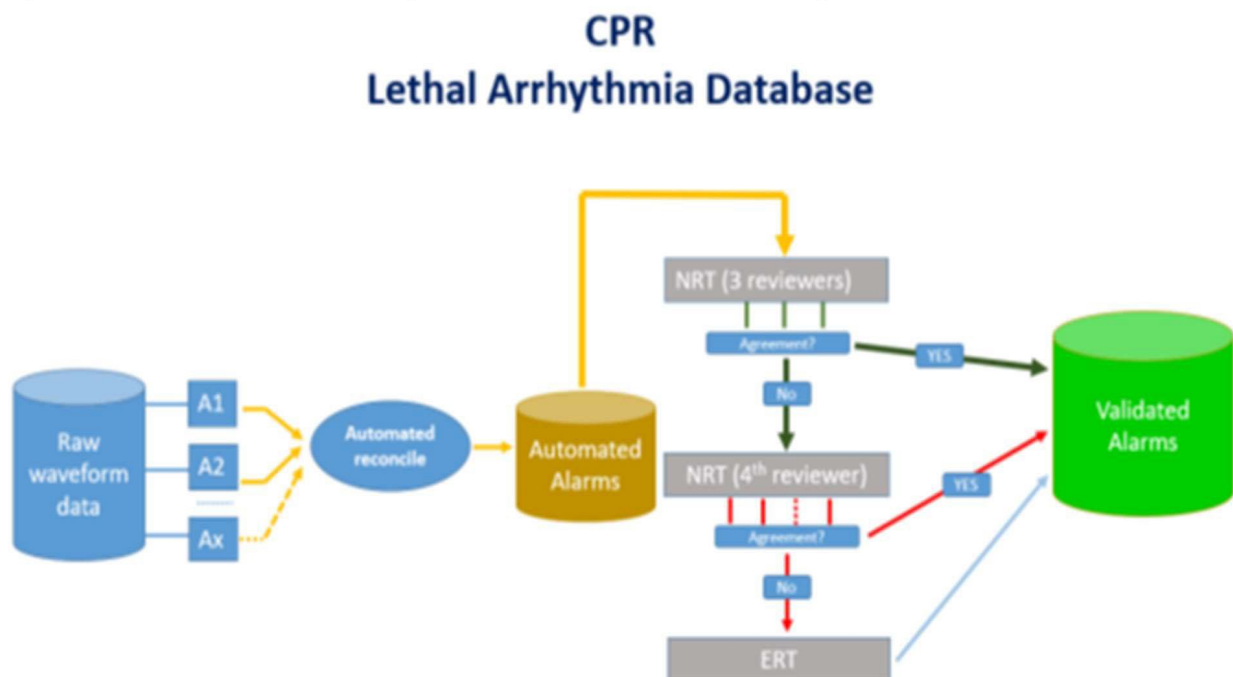 CPR
Lethal Arrhythmia Database
NRT (3 reviewers)
Agreement?
YES
No
A1
A2
Ax
Raw
waveform
data
Automated
reconcile
Automated
Alarms
Validated
Alarms
NRT (4th reviewer)
YES
Agreement?
No
ERT